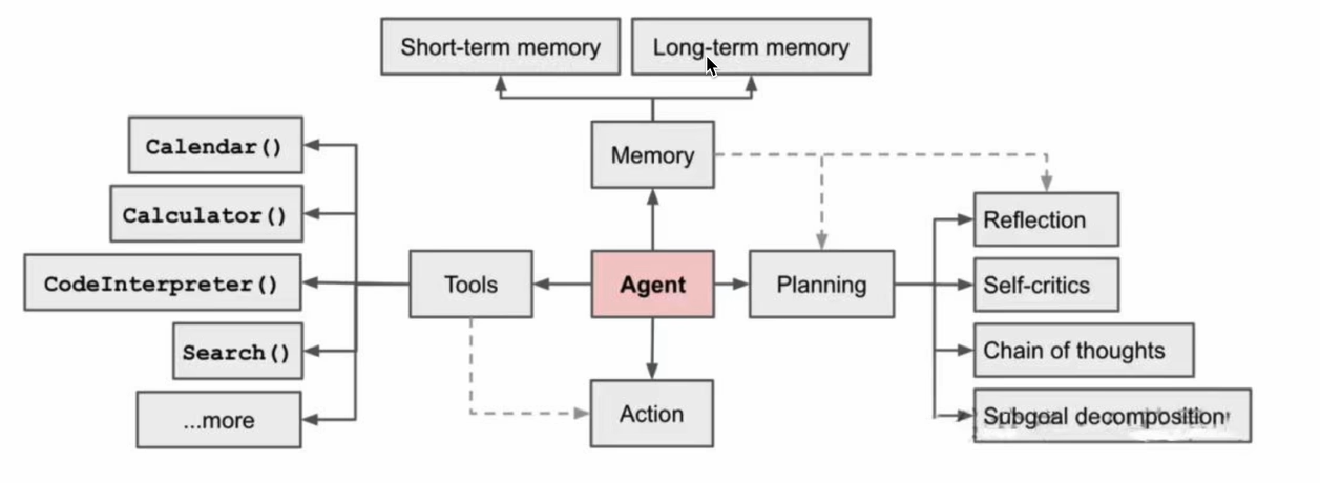 Short-term memory
Long-term memory
Calendar()
Memory
Calculator()
Reflection
CodeInterpreter()
Tools
Agent
Planning
Self-critics
Search()
Chain of thoughts
...more
Action
Subgoal decomposition